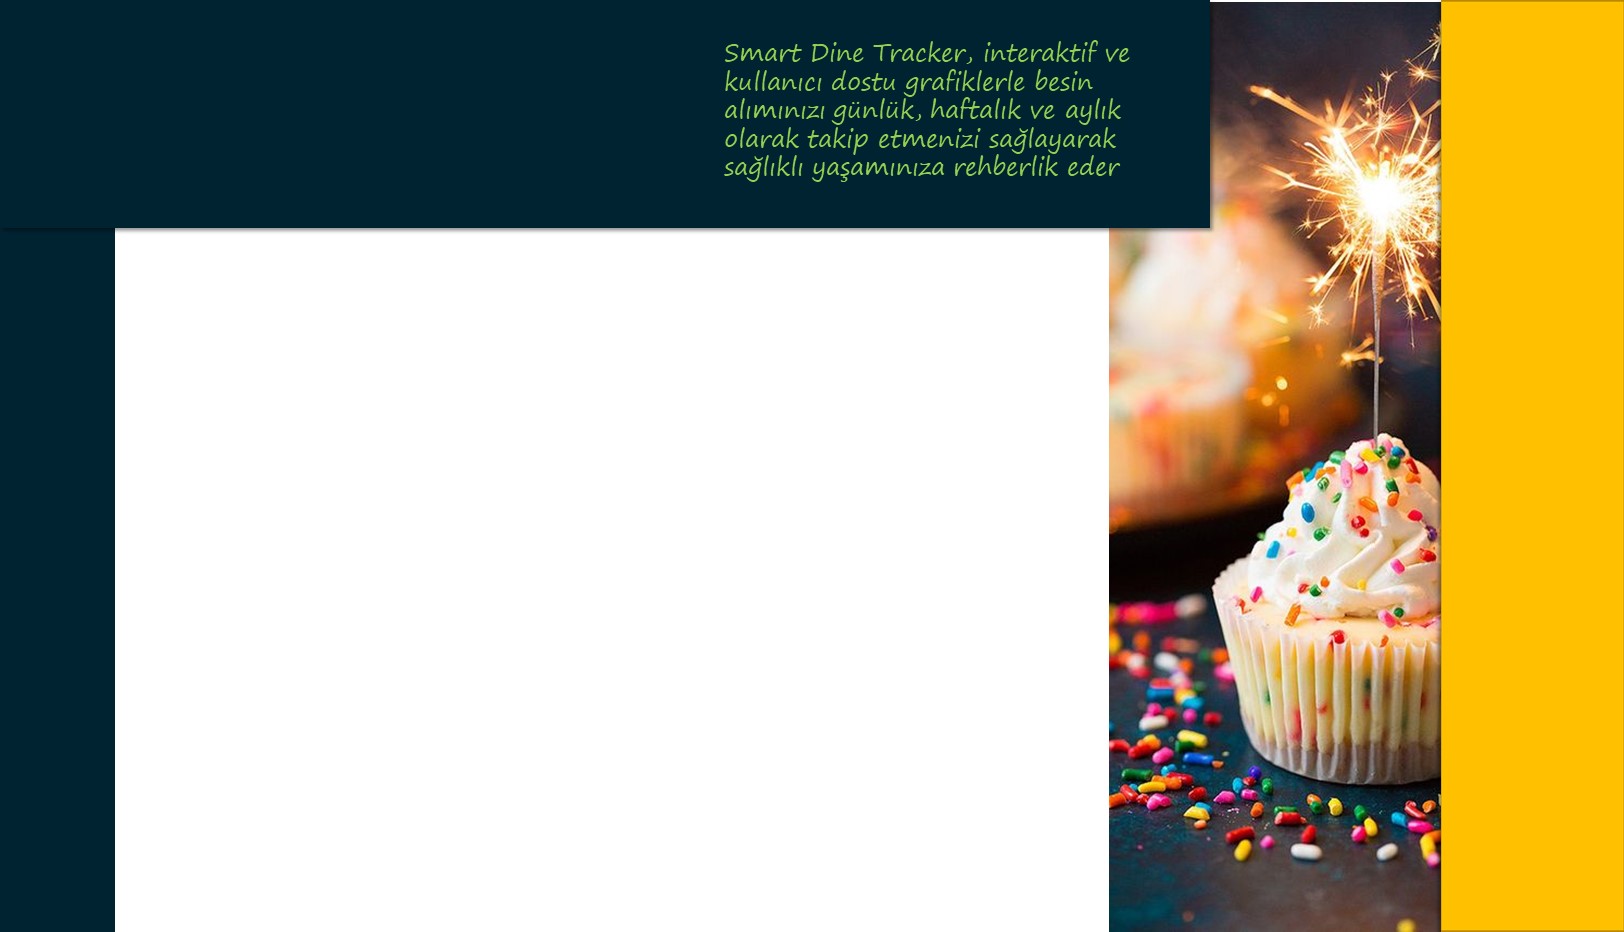 Smart Dine Tracker, interaktif ve
kullanıcı dostu grafiklerle besin
alımınızı günlük, haftalık ve aylık
olarak takip etmenizi sağlayarak
sağlıklı yaşamınıza rehberlik eder